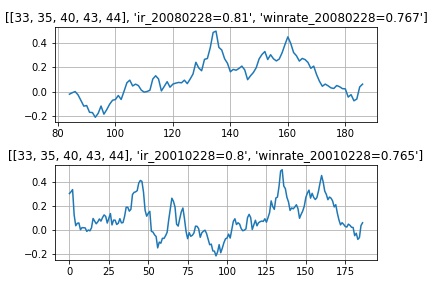 [[33, 35, 40, 43, 44], 'ir_20080228=0.81', 'winrate_20080228=0.767']
0.4
0.2
0.0
−0.2
80 100 120 140 160 180
[[33, 35, 40, 43, 44], 'ir_20010228=0.8', 'winrate_20010228=0.765']
0.4
0.2
0.0
−0.2
0 25 50 75 100 125 150 175